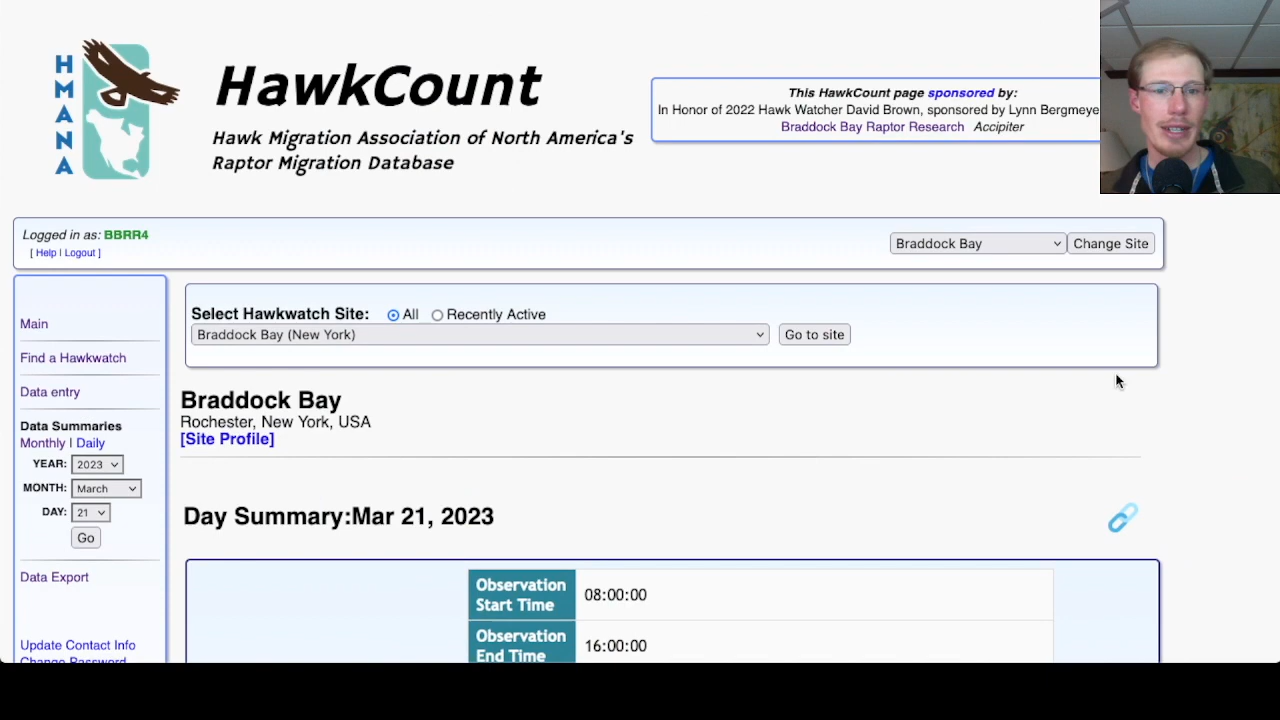 HMANA
HawkCount
Hawk Migration Association of North America's
Raptor Migration Database
This HawkCount page sponsored by:
In Honor of 2022 Hawk Watcher David Brown, sponsored by Lynn Bergmeye
Braddock Bay Raptor Research Accipiter
Logged in as: BBRR4
[ Help | Logout ]
Braddock Bay
Change Site
Select Hawkwatch Site: All Recently Active
Braddock Bay (New York)
Go to site
Main
Find a Hawkwatch
Data entry
Data Summaries
Monthly | Daily
YEAR: 2023
MONTH: March
DAY: 21
Go
Data Export
Update Contact Info
Change Password
Braddock Bay
Rochester, New York, USA
[Site Profile]
Day Summary:Mar 21, 2023
Observation
Start Time
08:00:00
Observation
End Time
16:00:00